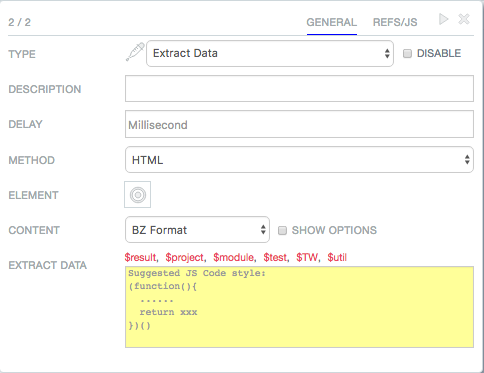 2 / 2 GENERAL REFS/JS
TYPE Extract Data DISABLE
DESCRIPTION
DELAY Millisecond
METHOD HTML
ELEMENT
CONTENT BZ Format SHOW OPTIONS
EXTRACT DATA $result, $project, $module, $test, $TW, $util
Suggested JS Code style:
(function(){
......
return xxx
})()